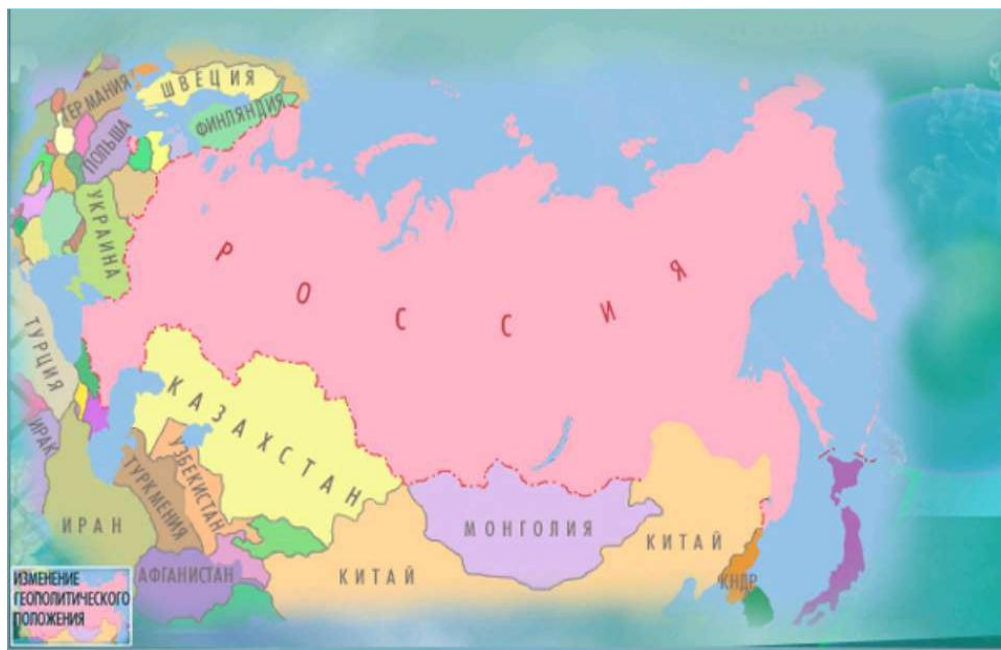 ШВЕЦИЯ
ГЕРМАНИЯ
ФИНЛЯНДИЯ
ПОЛЬША
УКРАИНА
РОССИЯ
ТУРЦИЯ
КАЗАХСТАН
ИРАК
УЗБЕКИСТАН
ТУРКМЕНИЯ
ИРАН
МОНГОЛИЯ
КИТАЙ
АФГАНИСТАН
КИТАЙ
КНДР
ИЗМЕНЕНИЕ
ГЕОПОЛИТИЧЕСКОГО
ПОЛОЖЕНИЯ